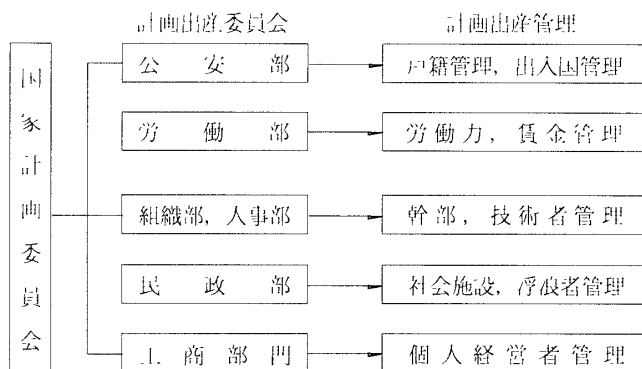 計画出産委員会
計画出産管理
国家計画委員会
公安部
戸籍管理，出入国管理
労働部
労働力，賃金管理
組織部，人事部
幹部，技術者管理
民政部
社会施設，浮浪者管理
工商部門
個人経営者管理